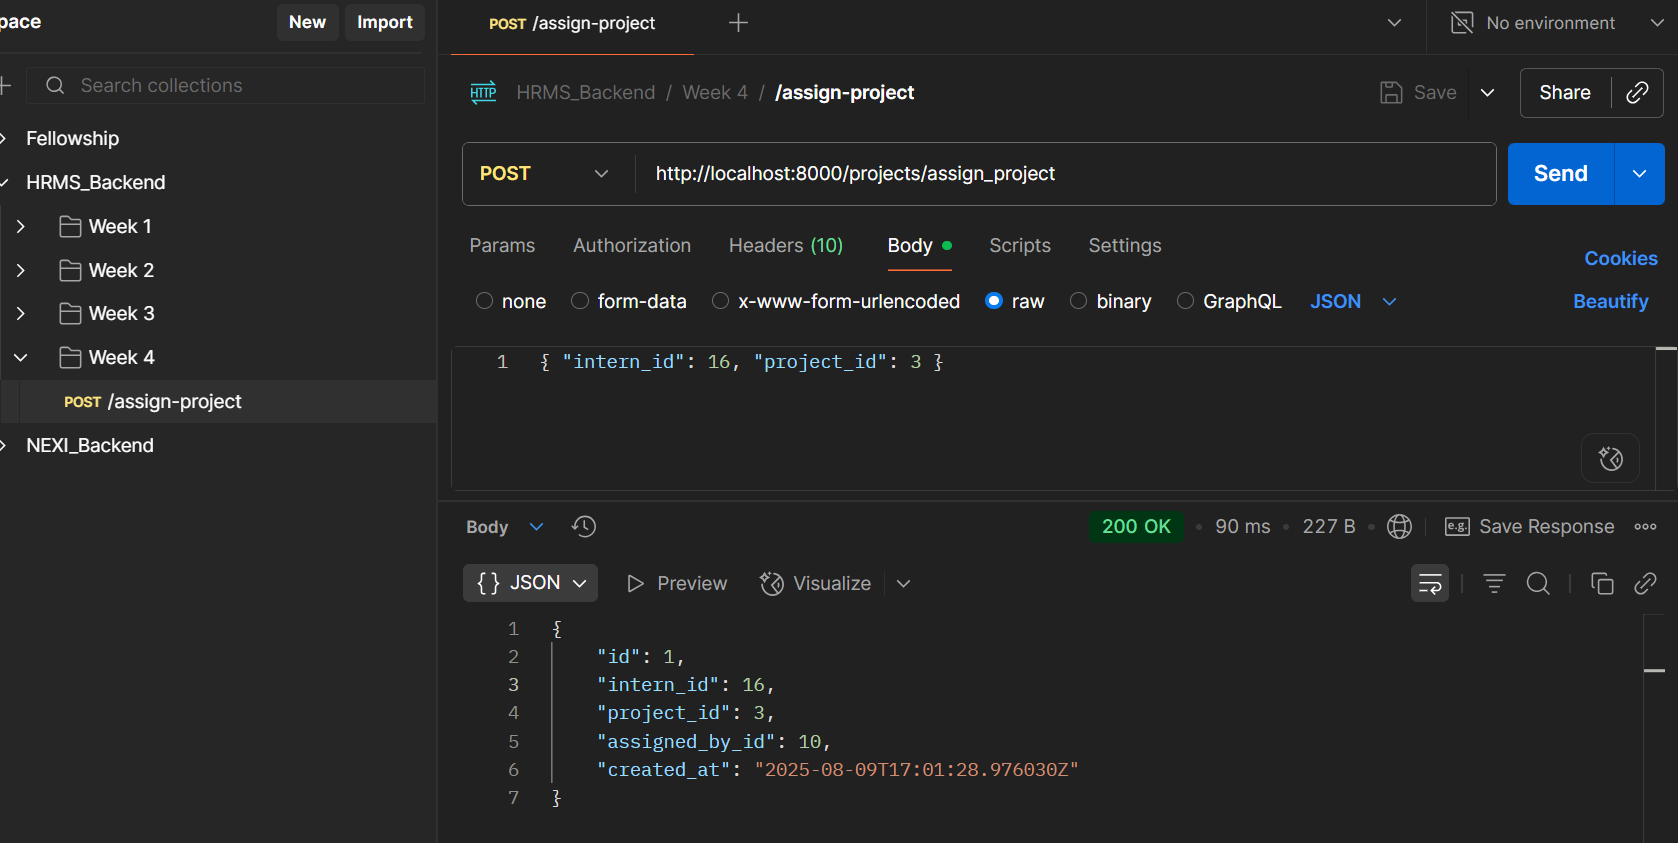 pace
New
Import
Search collections
Fellowship
HRMS_Backend
Week 1
Week 2
Week 3
Week 4
POST /assign-project
NEXI_Backend
POST /assign-project
No environment
HTTP
HRMS_Backend / Week 4 / /assign-project
Save
Share
POST
http://localhost:8000/projects/assign_project
Send
Params
Authorization
Headers (10)
Body
Scripts
Settings
Cookies
none
form-data
x-www-form-urlencoded
raw
binary
GraphQL
JSON
Beautify
1 { "intern_id": 16, "project_id": 3 }
Body
200 OK • 90 ms • 227 B
e.g. Save Response
{} JSON
Preview
Visualize
1 {
2 "id": 1,
3 "intern_id": 16,
4 "project_id": 3,
5 "assigned_by_id": 10,
6 "created_at": "2025-08-09T17:01:28.976030Z"
7 }